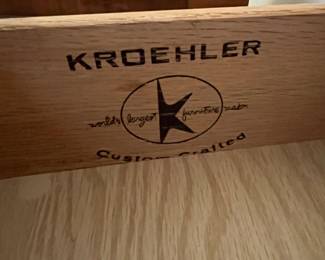 KROEHLER
world's largest furniture maker
Custom Crafted